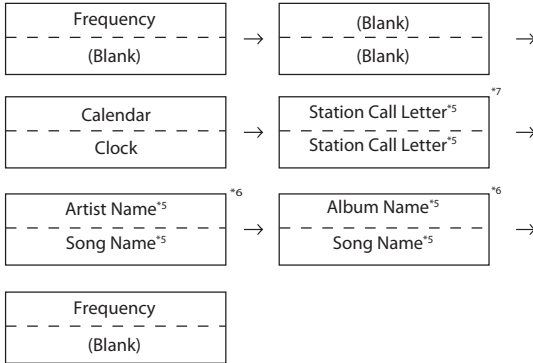 Frequency
(Blank)
(Blank)
(Blank)
Calendar
Clock
Station Call Letter*5
Station Call Letter*5
*7
Artist Name*5
Song Name*5
*6
Album Name*5
Song Name*5
*6
Frequency
(Blank)